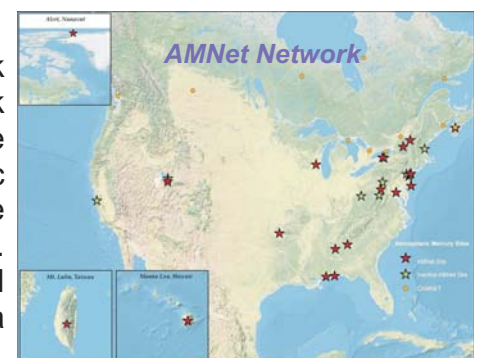 Alert, Nunavut
AMNet Network
k
k
e
c
e
.
l
a
Atmospheric Mercury Sites
AMNet Site
Inactive AMNet Site
CAMNET
Mt. Lulin, Taiwan
Mauna Loa, Hawaii